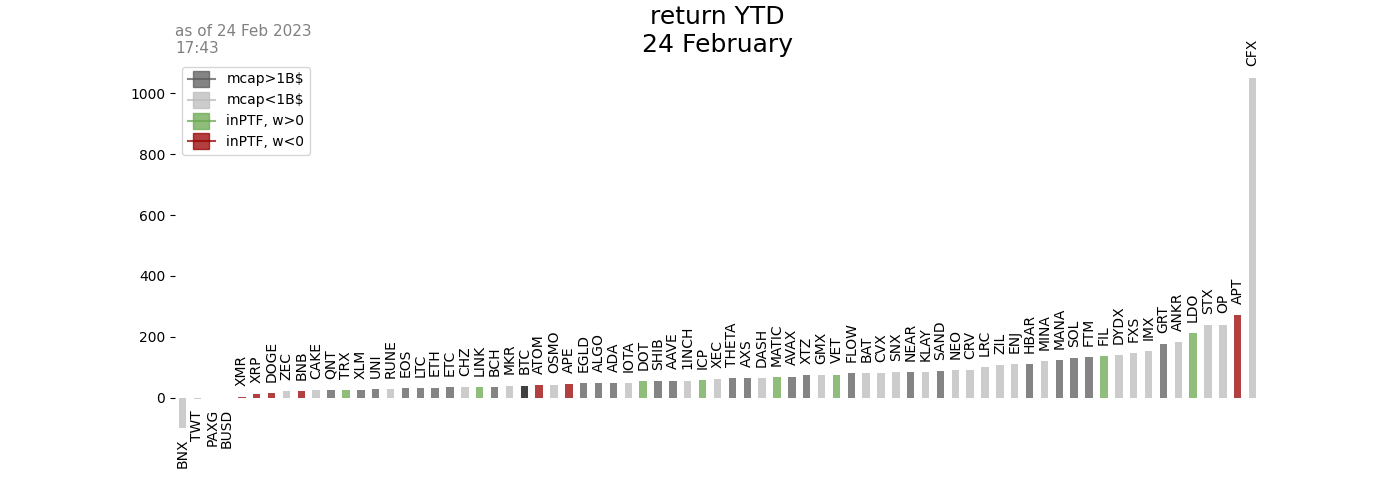 return YTD
24 February
as of 24 Feb 2023
17:43
mcap>1B$
mcap<1B$
inPTF, w>0
inPTF, w<0
1000
800
600
400
200
0
BNX
TWT
PAXG
BUSD
XMR
XRP
DOGE
ZEC
BNB
CAKE
QNT
TRX
XLM
UNI
RUNE
EOS
LTC
ETH
ETC
CHZ
LINK
BCH
MKR
BTC
ATOM
OSMO
APE
EGLD
ALGO
ADA
IOTA
DOT
SHIB
AAVE
1INCH
ICP
XEC
THETA
AXS
DASH
MATIC
AVAX
XTZ
GMX
VET
FLOW
BAT
CVX
SNX
NEAR
KLAY
SAND
NEO
CRV
LRC
ZIL
ENJ
HBAR
MINA
MANA
SOL
FTM
FIL
DYDX
FXS
IMX
GRT
ANKR
LDO
STX
OP
APT
CFX